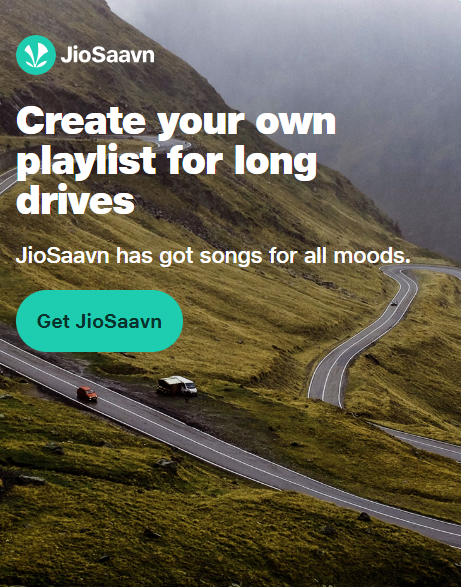 JioSaavn
Create your own
playlist for long
drives
JioSaavn has got songs for all moods.
Get JioSaavn